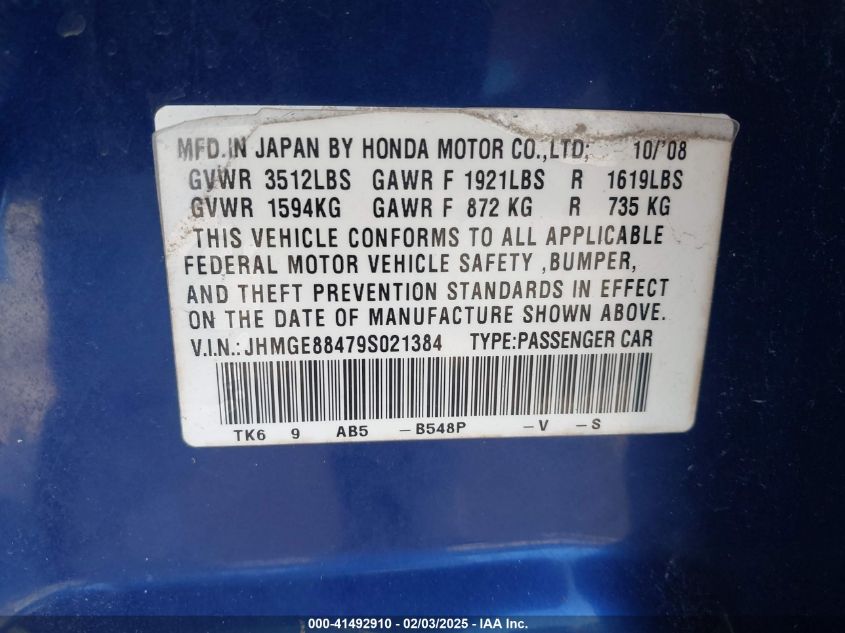 MFD.IN JAPAN BY HONDA MOTOR CO.,LTD; 10/'08
GVWR 3512LBS GAWR F 1921LBS R 1619LBS
GVWR 1594KG GAWR F 872 KG R 735 KG
THIS VEHICLE CONFORMS TO ALL APPLICABLE
FEDERAL MOTOR VEHICLE SAFETY ,BUMPER,
AND THEFT PREVENTION STANDARDS IN EFFECT
ON THE DATE OF MANUFACTURE SHOWN ABOVE.
V.I.N.:JHMGE88479S021384 TYPE:PASSENGER CAR
TK6 9 AB5 -B548P -V -S
000-41492910 - 02/03/2025 - IAA Inc.